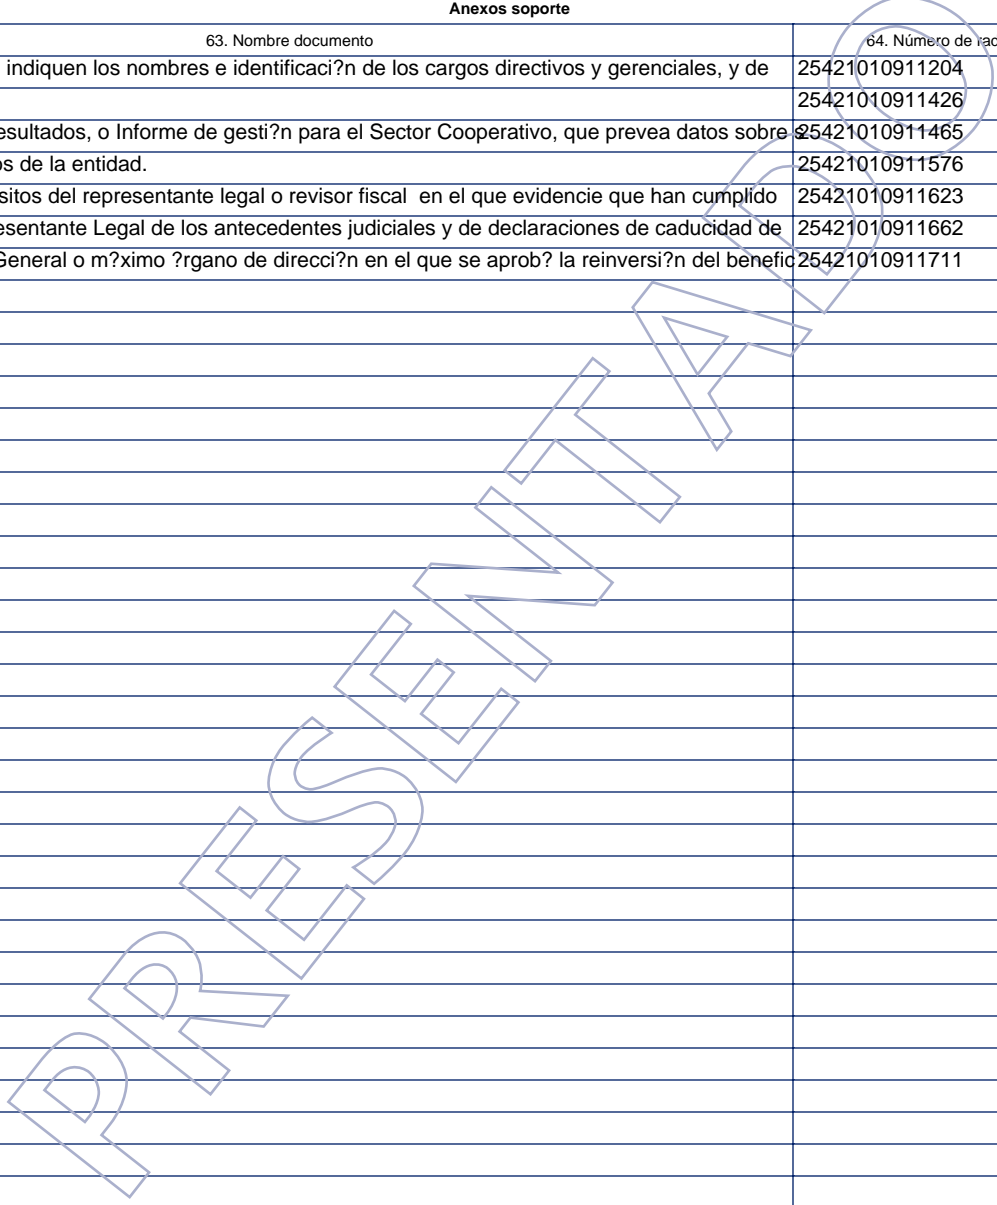 Anexos soporte
63. Nombre documento 64. Número de rad
indiquen los nombres e identificaci?n de los cargos directivos y gerenciales, y de 25421010911204
25421010911426
esultados, o Informe de gesti?n para el Sector Cooperativo, que prevea datos sobre s 25421010911465
os de la entidad. 25421010911576
sitos del representante legal o revisor fiscal en el que evidencie que han cumplido 25421010911623
esentante Legal de los antecedentes judiciales y de declaraciones de caducidad de 25421010911662
General o m?ximo ?rgano de direcci?n en el que se aprob? la reinversi?n del benefic 25421010911711
PRESENTADO